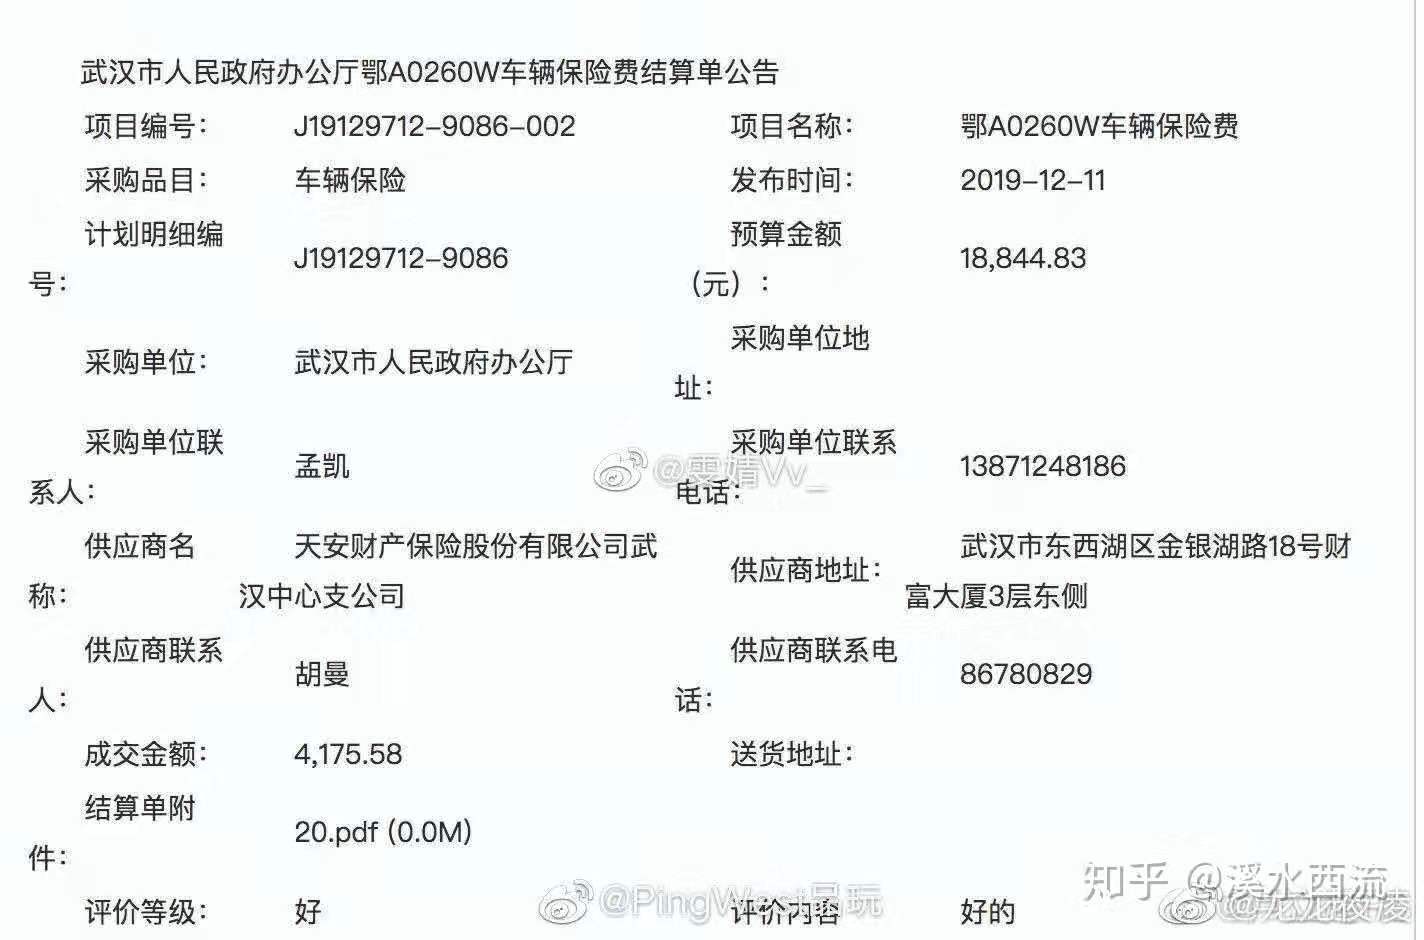 武汉市人民政府办公厅鄂A0260W车辆保险费结算单公告
项目编号： J19129712-9086-002 项目名称： 鄂A0260W车辆保险费
采购品目： 车辆保险 发布时间： 2019-12-11
计划明细编号： J19129712-9086 预算金额（元）： 18,844.83
采购单位： 武汉市人民政府办公厅 采购单位地址：
采购单位联系人： 孟凯 采购单位联系电话： 13871248186
@雯婧Vv_
供应商名称： 天安财产保险股份有限公司武汉中心支公司 供应商地址： 武汉市东西湖区金银湖路18号财富大厦3层东侧
供应商联系人： 胡曼 供应商联系电话： 86780829
成交金额： 4,175.58 送货地址：
结算单附件： 20.pdf (0.0M)
评价等级： 好 评价内容 好的
@PingWest品玩
知乎 @溪水西流